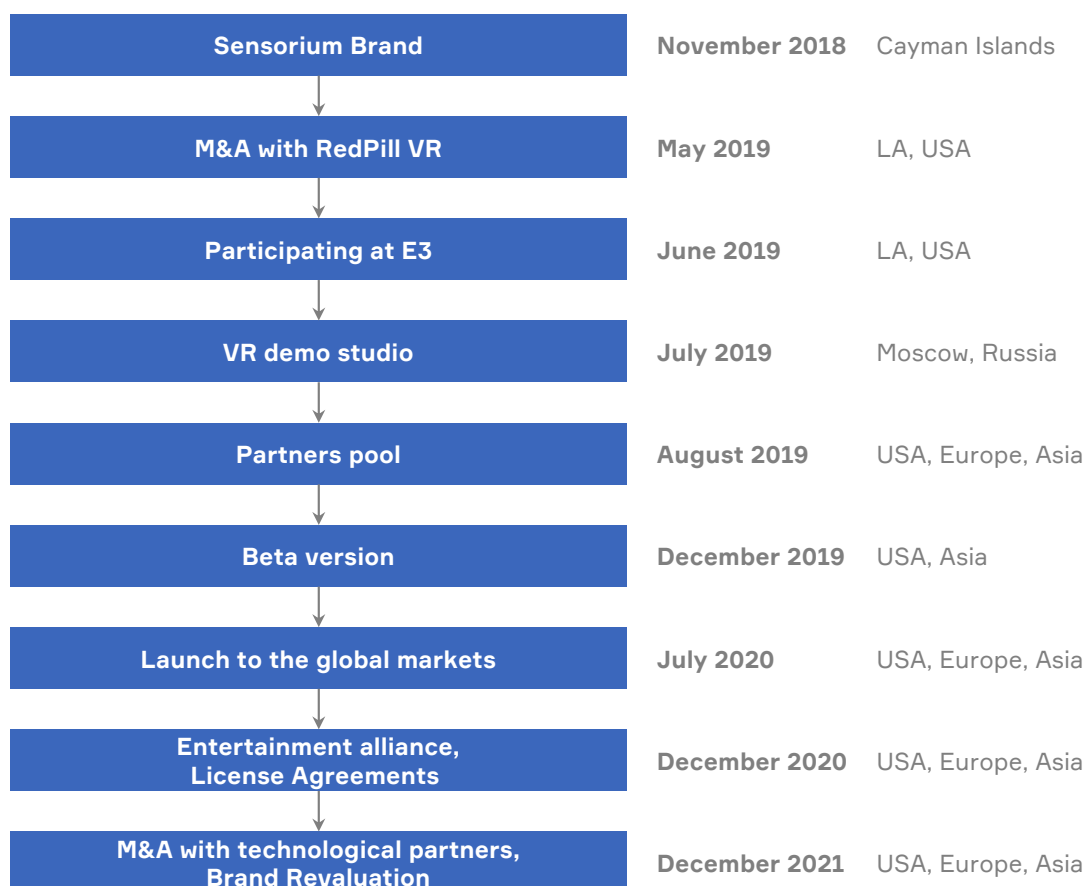 Sensorium Brand November 2018 Cayman Islands
M&A with RedPill VR May 2019 LA, USA
Participating at E3 June 2019 LA, USA
VR demo studio July 2019 Moscow, Russia
Partners pool August 2019 USA, Europe, Asia
Beta version December 2019 USA, Asia
Launch to the global markets July 2020 USA, Europe, Asia
Entertainment alliance,
License Agreements December 2020 USA, Europe, Asia
M&A with technological partners,
Brand Revaluation December 2021 USA, Europe, Asia